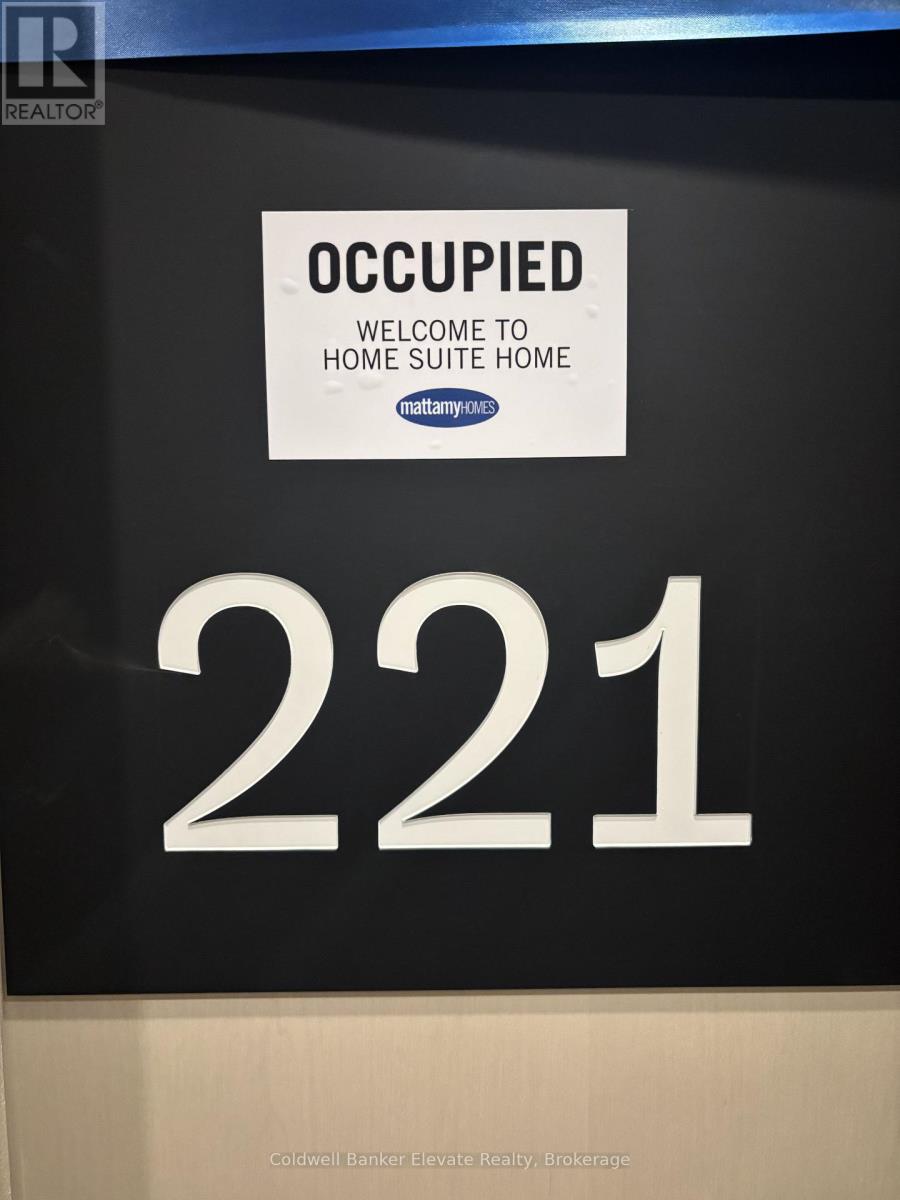 R
REALTOR®
OCCUPIED
WELCOME TO
HOME SUITE HOME
mattamyHOMES
221
Coldwell Banker Elevate Realty, Brokerage